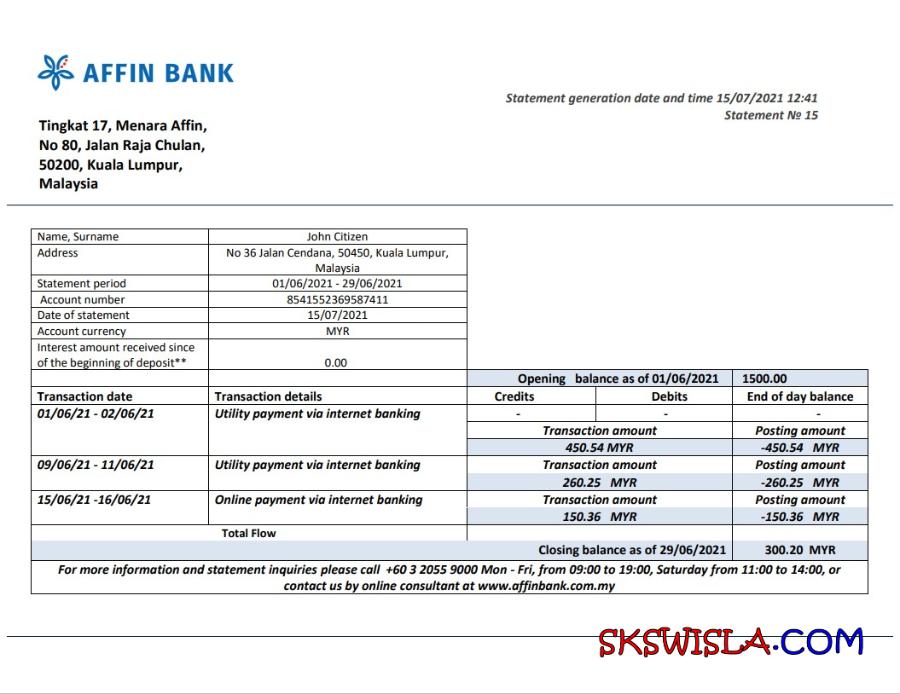 AFFIN BANK
Statement generation date and time 15/07/2021 12:41
Statement № 15
Tingkat 17, Menara Affin,
No 80, Jalan Raja Chulan,
50200, Kuala Lumpur,
Malaysia
Name, Surname John Citizen
Address No 36 Jalan Cendana, 50450, Kuala Lumpur,
Malaysia
Statement period 01/06/2021 - 29/06/2021
Account number 8541552369587411
Date of statement 15/07/2021
Account currency MYR
Interest amount received since
of the beginning of deposit** 0.00
Opening balance as of 01/06/2021 1500.00
Transaction date Transaction details Credits Debits End of day balance
01/06/21 - 02/06/21 Utility payment via internet banking - - -
Transaction amount Posting amount
450.54 MYR -450.54 MYR
09/06/21 - 11/06/21 Utility payment via internet banking Transaction amount Posting amount
260.25 MYR -260.25 MYR
15/06/21 -16/06/21 Online payment via internet banking Transaction amount Posting amount
150.36 MYR -150.36 MYR
Total Flow
Closing balance as of 29/06/2021 300.20 MYR
For more information and statement inquiries please call +60 3 2055 9000 Mon - Fri, from 09:00 to 19:00, Saturday from 11:00 to 14:00, or
contact us by online consultant at www.affinbank.com.my
SKSWISLA.COM